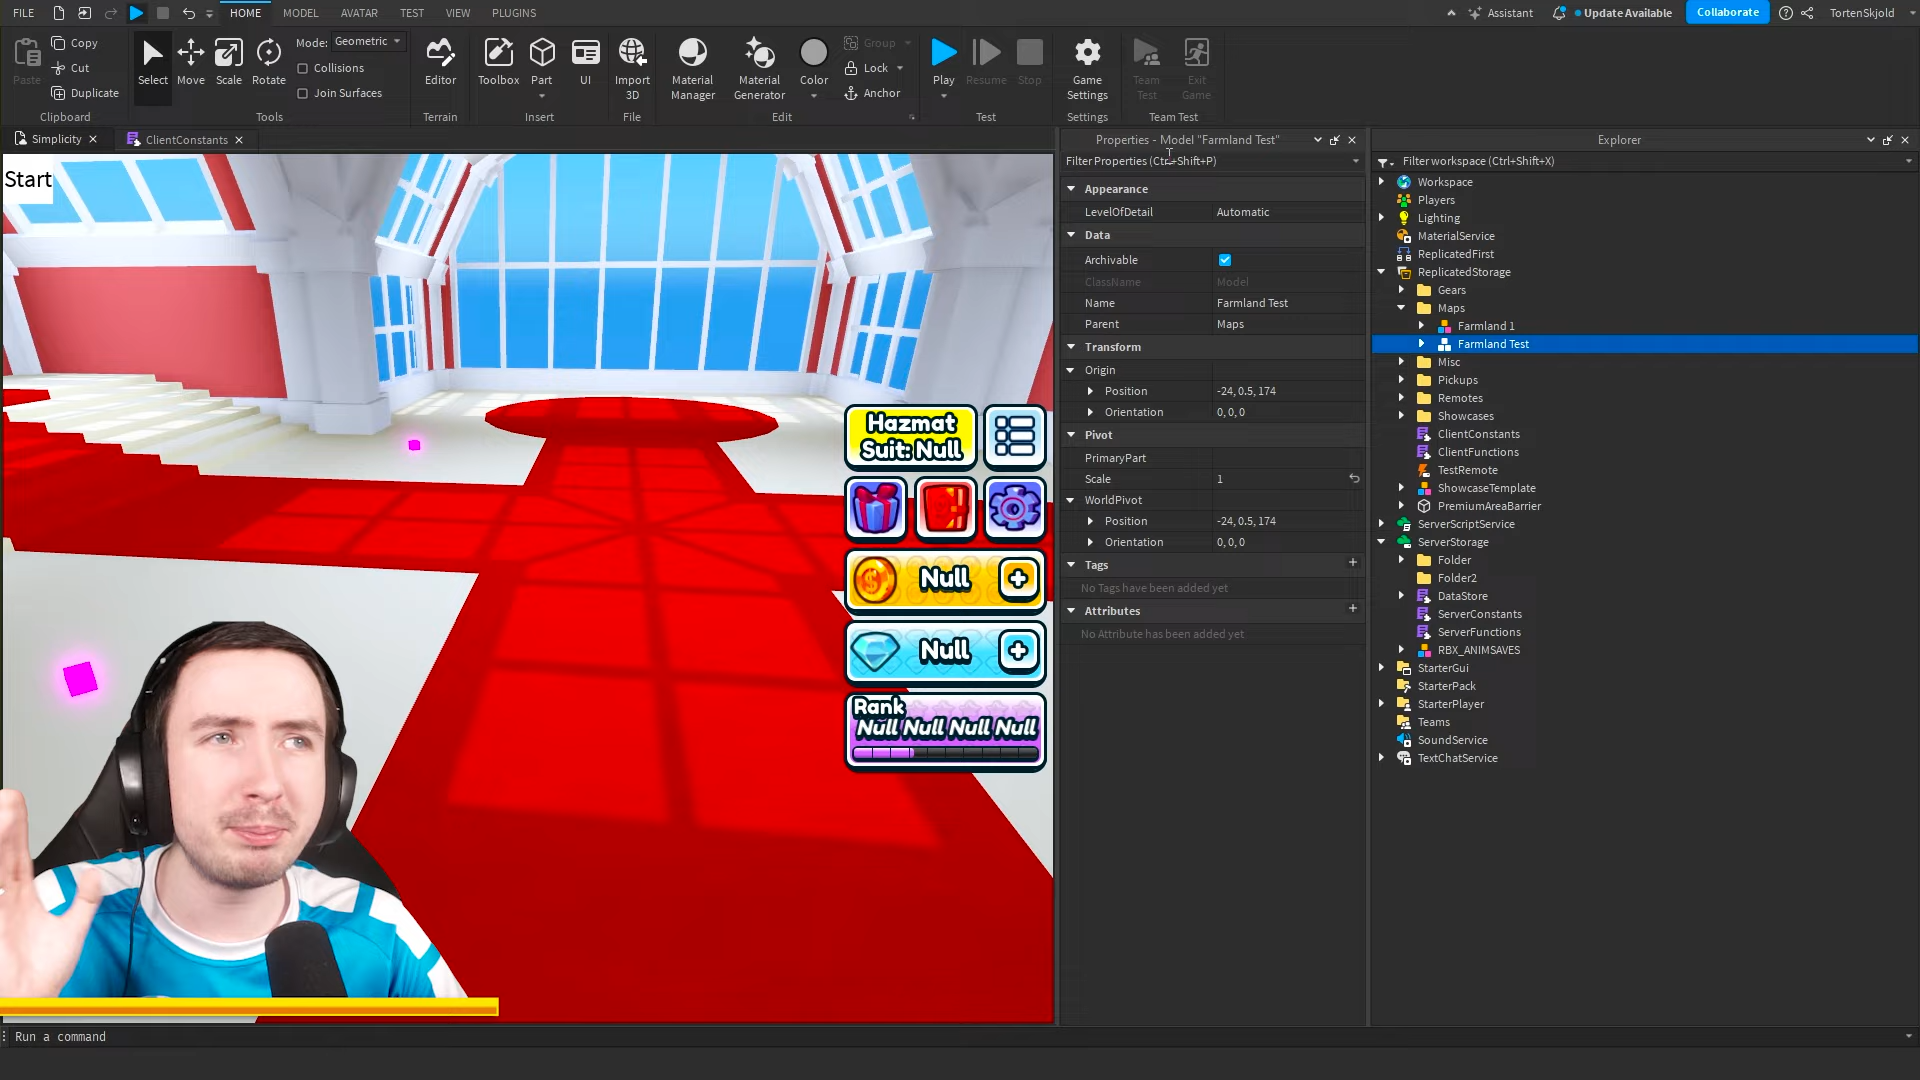 FILE
HOME
MODEL
AVATAR
TEST
VIEW
PLUGINS
Assistant
Update Available
Collaborate
TortenSkjold
Paste
Copy
Cut
Duplicate
Clipboard
Select
Move
Scale
Rotate
Mode: Geometric
Collisions
Join Surfaces
Tools
Editor
Terrain
Toolbox
Part
UI
Insert
Import
3D
File
Material
Manager
Material
Generator
Color
Group
Lock
Anchor
Edit
Play
Resume
Stop
Test
Game
Settings
Settings
Team
Test
Exit
Game
Team Test
Simplicity
ClientConstants
Start
Hazmat
Suit: Null
Null
Null
Rank
Null Null Null Null
Properties - Model "Farmland Test"
Filter Properties (Ctrl+Shift+P)
Appearance
LevelOfDetail Automatic
Data
Archivable
ClassName Model
Name Farmland Test
Parent Maps
Transform
Origin
Position -24, 0.5, 174
Orientation 0, 0, 0
Pivot
PrimaryPart
Scale 1
WorldPivot
Position -24, 0.5, 174
Orientation 0, 0, 0
Tags
No Tags have been added yet
Attributes
No Attribute has been added yet
Explorer
Filter workspace (Ctrl+Shift+X)
Workspace
Players
Lighting
MaterialService
ReplicatedFirst
ReplicatedStorage
Gears
Maps
Farmland 1
Farmland Test
Misc
Pickups
Remotes
Showcases
ClientConstants
ClientFunctions
TestRemote
ShowcaseTemplate
PremiumAreaBarrier
ServerScriptService
ServerStorage
Folder
Folder2
DataStore
ServerConstants
ServerFunctions
RBX_ANIMSAVES
StarterGui
StarterPack
StarterPlayer
Teams
SoundService
TextChatService
Run a command